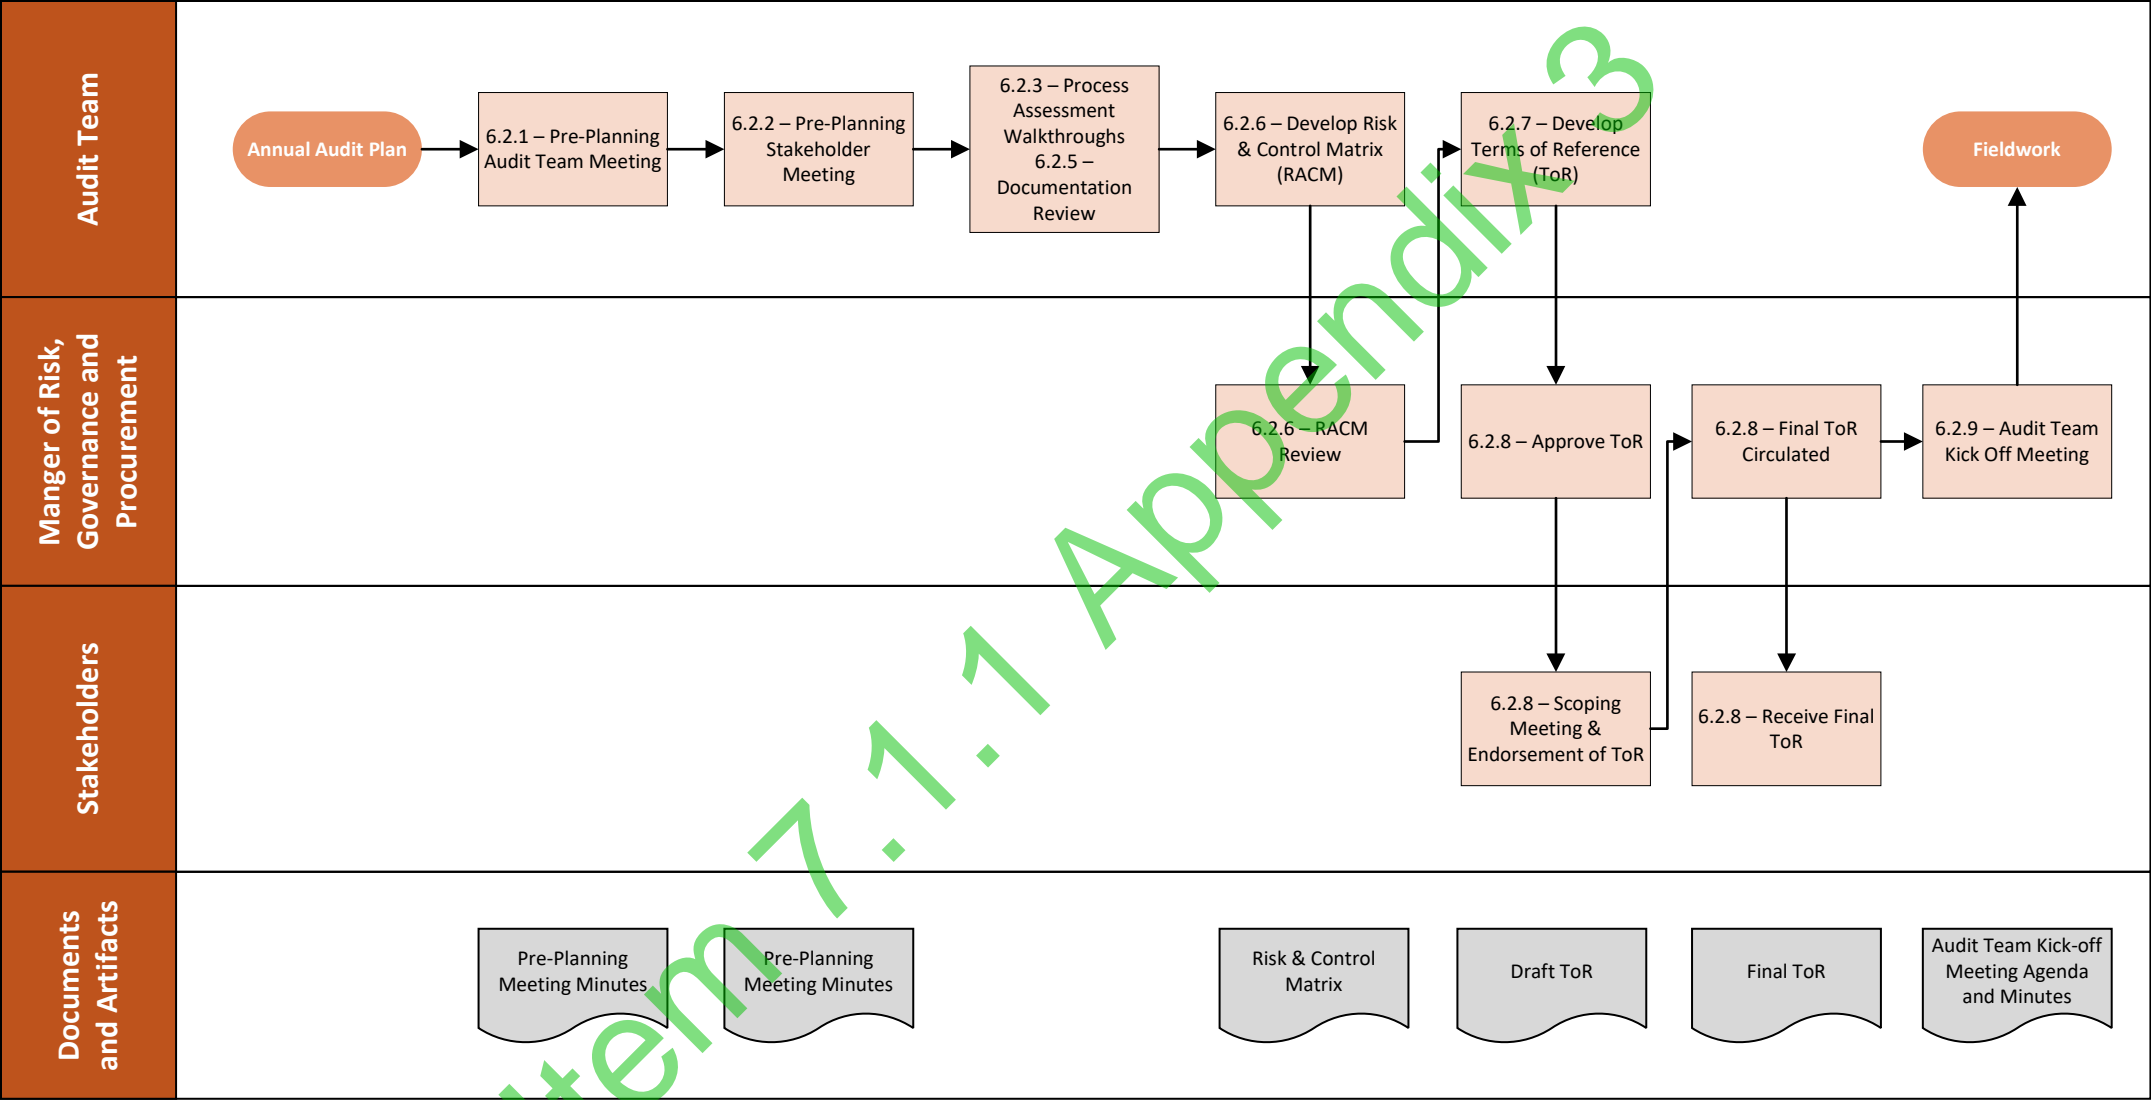 Audit Team
Annual Audit Plan
6.2.1 – Pre-Planning
Audit Team Meeting
6.2.2 – Pre-Planning
Stakeholder
Meeting
6.2.3 – Process
Assessment
Walkthroughs
6.2.5 –
Documentation
Review
6.2.6 – Develop Risk
& Control Matrix
(RACM)
6.2.7 – Develop
Terms of Reference
(ToR)
Fieldwork
Manger of Risk,
Governance and
Procurement
6.2.6 – RACM
Review
6.2.8 – Approve ToR
6.2.8 – Final ToR
Circulated
6.2.9 – Audit Team
Kick Off Meeting
Stakeholders
6.2.8 – Scoping
Meeting &
Endorsement of ToR
6.2.8 – Receive Final
ToR
Documents
and Artifacts
Pre-Planning
Meeting Minutes
Pre-Planning
Meeting Minutes
Risk & Control
Matrix
Draft ToR
Final ToR
Audit Team Kick-off
Meeting Agenda
and Minutes
Item 7.1.1 Appendix 3